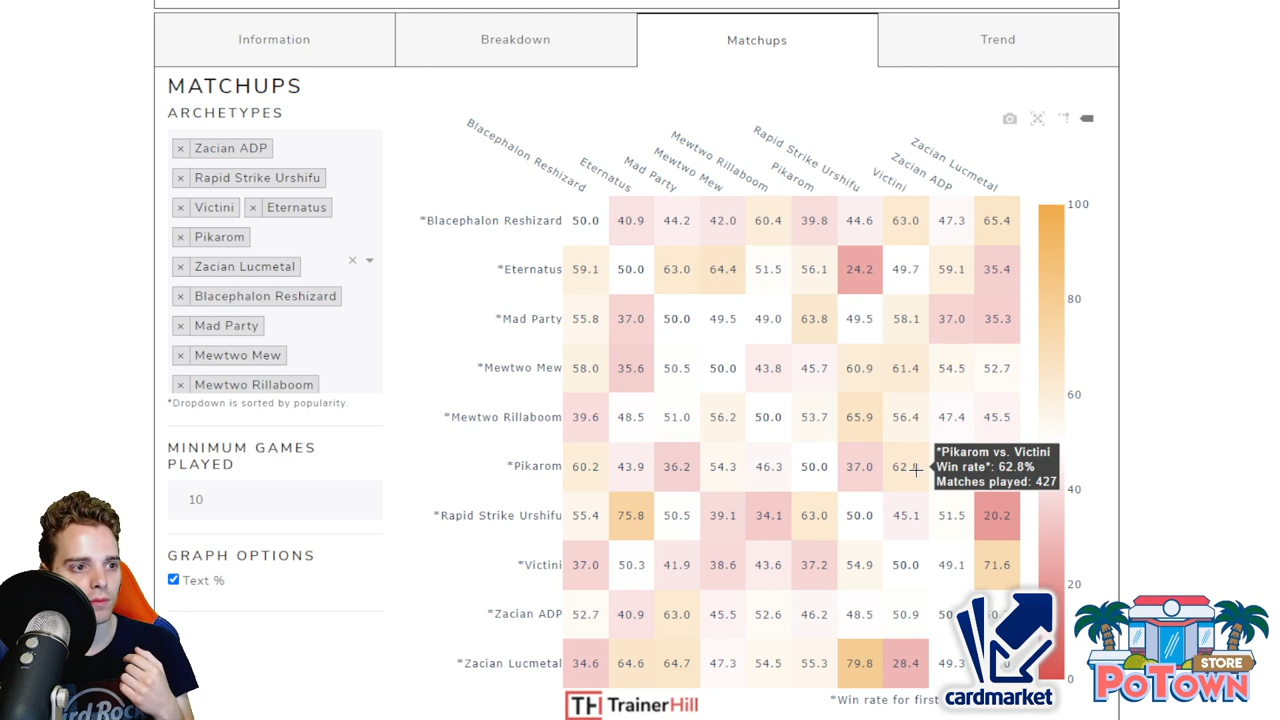 Information Breakdown Matchups Trend
MATCHUPS
ARCHETYPES
× Zacian ADP
× Rapid Strike Urshifu
× Victini × Eternatus
× Pikarom
× Zacian Lucmetal ×
× Blacephalon Reshizard
× Mad Party
× Mewtwo Mew
× Mewtwo Rillaboom
*Dropdown is sorted by popularity.
MINIMUM GAMES
PLAYED
10
GRAPH OPTIONS
Text %
Blacephalon Reshizard
Eternatus
Mad Party
Mewtwo Mew
Mewtwo Rillaboom
Pikarom
Rapid Strike Urshifu
Victini
Zacian ADP
Zacian Lucmetal
*Blacephalon Reshizard 50.0 40.9 44.2 42.0 60.4 39.8 44.6 63.0 47.3 65.4
*Eternatus 59.1 50.0 63.0 64.4 51.5 56.1 24.2 49.7 59.1 35.4
*Mad Party 55.8 37.0 50.0 49.5 49.0 63.8 49.5 58.1 37.0 35.3
*Mewtwo Mew 58.0 35.6 50.5 50.0 43.8 45.7 60.9 61.4 54.5 52.7
*Mewtwo Rillaboom 39.6 48.5 51.0 56.2 50.0 53.7 65.9 56.4 47.4 45.5
*Pikarom 60.2 43.9 36.2 54.3 46.3 50.0 37.0
*Pikarom vs. Victini
Win rate*: 62.8%
Matches played: 427
*Rapid Strike Urshifu 55.4 75.8 50.5 39.1 34.1 63.0 50.0 45.1 51.5 20.2
*Victini 37.0 50.3 41.9 38.6 43.6 37.2 54.9 50.0 49.1 71.6
*Zacian ADP 52.7 40.9 63.0 45.5 52.6 46.2 48.5 50.9
*Zacian Lucmetal 34.6 64.6 64.7 47.3 54.5 55.3 79.8 28.4 49.3
100
80
60
40
20
0
*Win rate for first
TH TrainerHill
cardmarket
STORE
PoTOWN